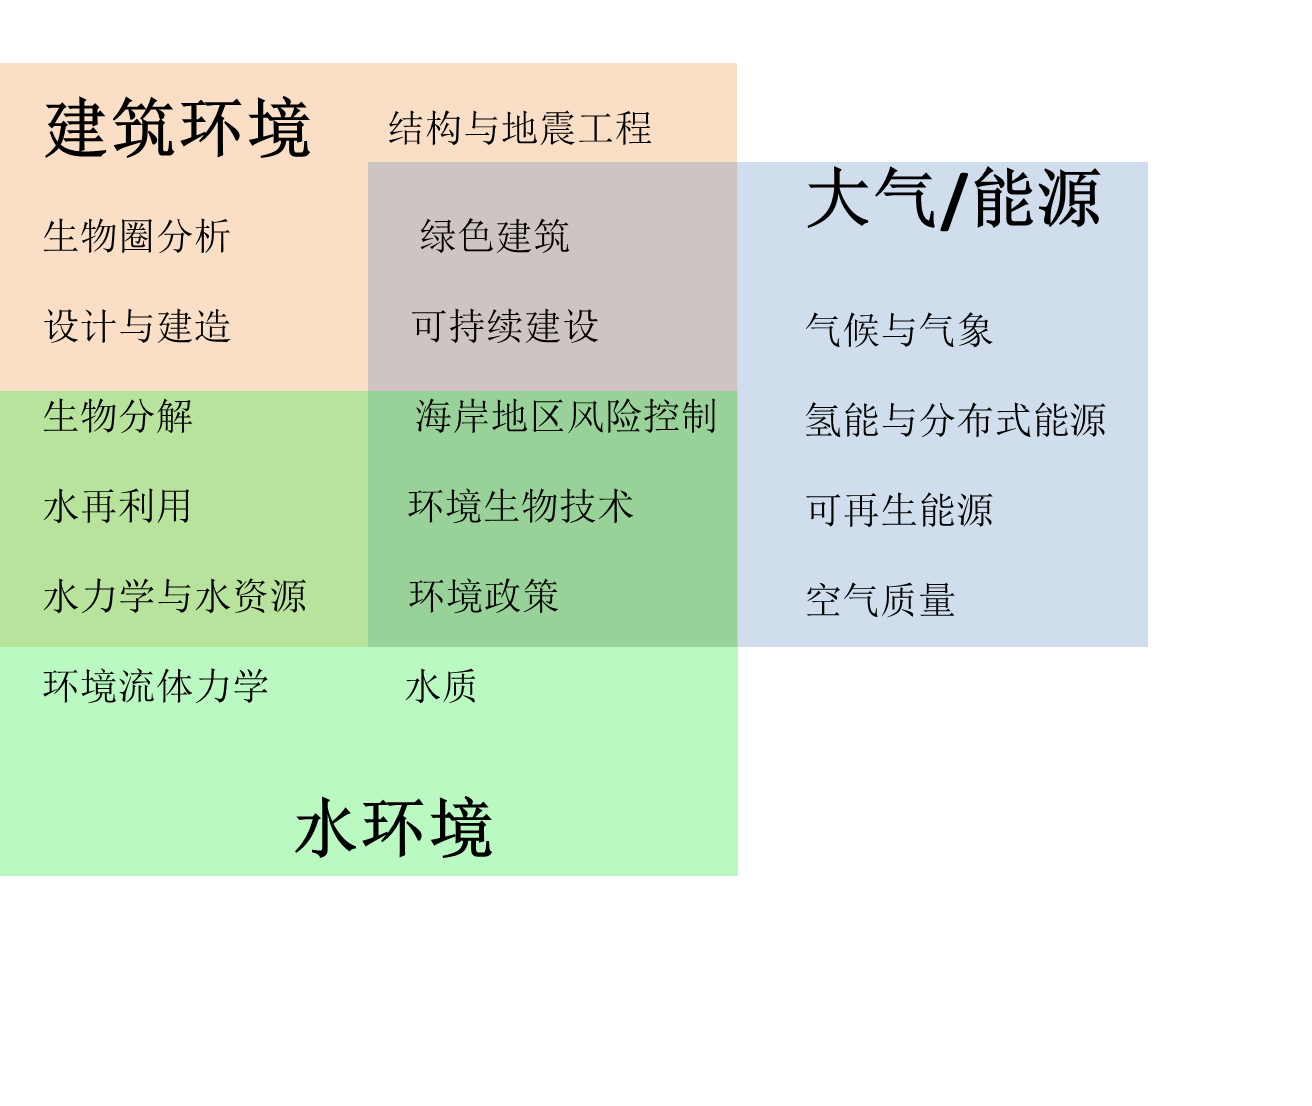 建筑环境
结构与地震工程
大气/能源
生物圈分析
绿色建筑
设计与建造
可持续建设
气候与气象
生物分解
海岸地区风险控制
氢能与分布式能源
水再利用
环境生物技术
可再生能源
水力学与水资源
环境政策
空气质量
环境流体力学
水质
水环境